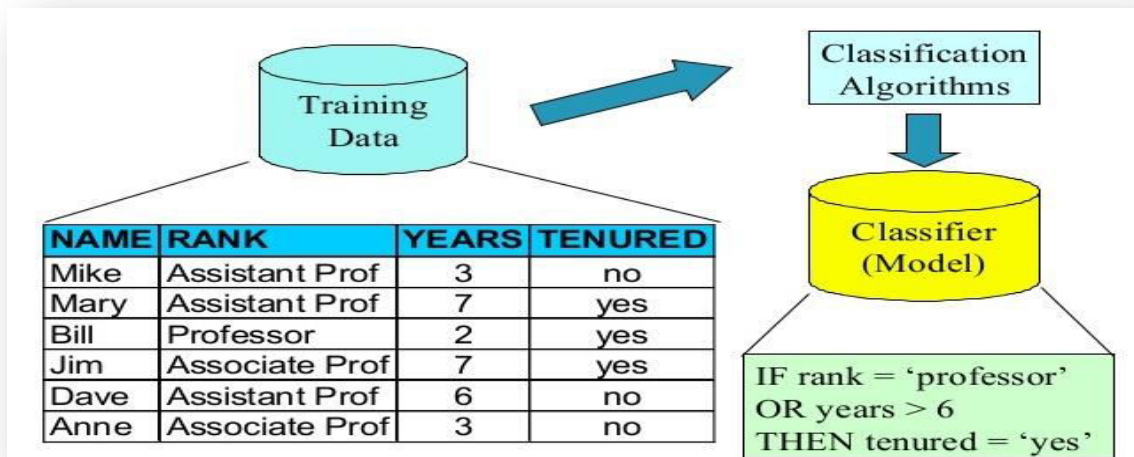 Training
Data
Classification
Algorithms
Classifier
(Model)
NAME RANK YEARS TENURED
Mike Assistant Prof 3 no
Mary Assistant Prof 7 yes
Bill Professor 2 yes
Jim Associate Prof 7 yes
Dave Assistant Prof 6 no
Anne Associate Prof 3 no
IF rank = ‘professor’
OR years > 6
THEN tenured = ‘yes’